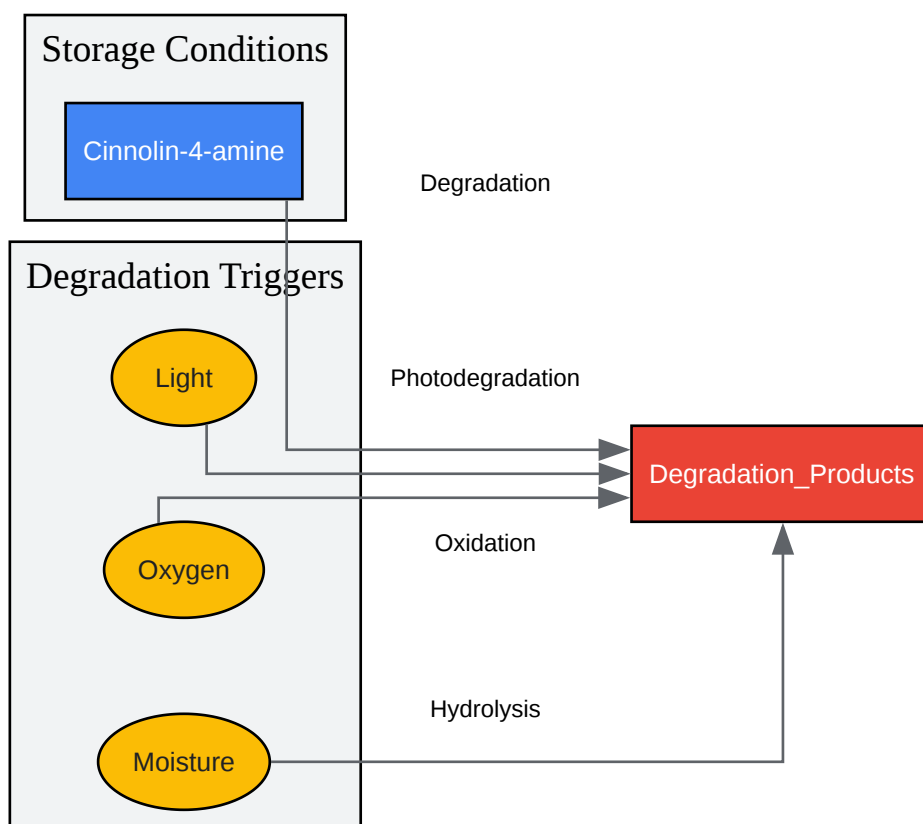 Storage Conditions
Cinnolin-4-amine
Degradation
Degradation Triggers
Light
Photodegradation
Degradation_Products
Oxidation
Oxygen
Hydrolysis
Moisture